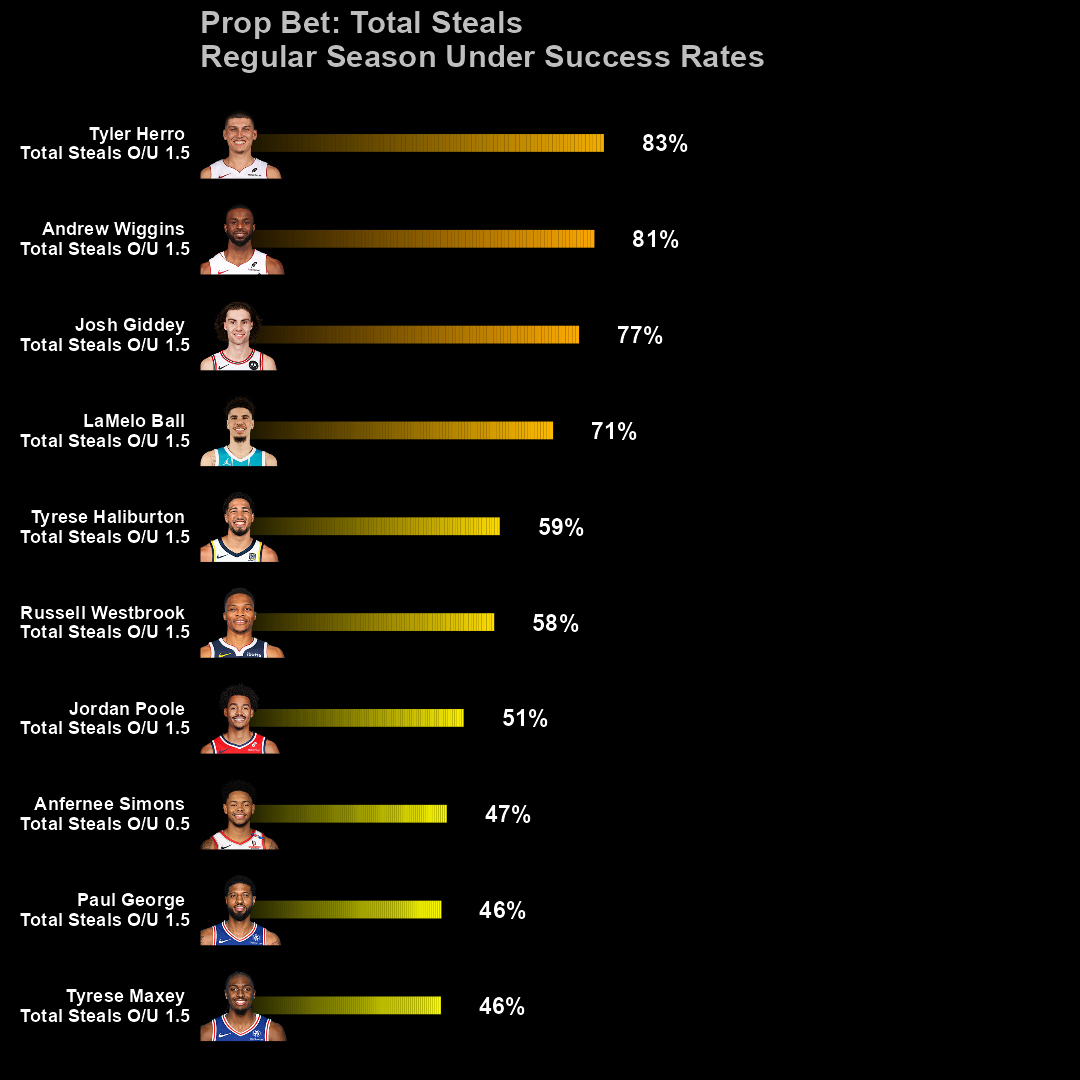 Prop Bet: Total Steals
Regular Season Under Success Rates
Tyler Herro
Total Steals O/U 1.5
83%
Andrew Wiggins
Total Steals O/U 1.5
81%
Josh Giddey
Total Steals O/U 1.5
77%
LaMelo Ball
Total Steals O/U 1.5
71%
Tyrese Haliburton
Total Steals O/U 1.5
59%
Russell Westbrook
Total Steals O/U 1.5
58%
Jordan Poole
Total Steals O/U 1.5
51%
Anfernee Simons
Total Steals O/U 0.5
47%
Paul George
Total Steals O/U 1.5
46%
Tyrese Maxey
Total Steals O/U 1.5
46%